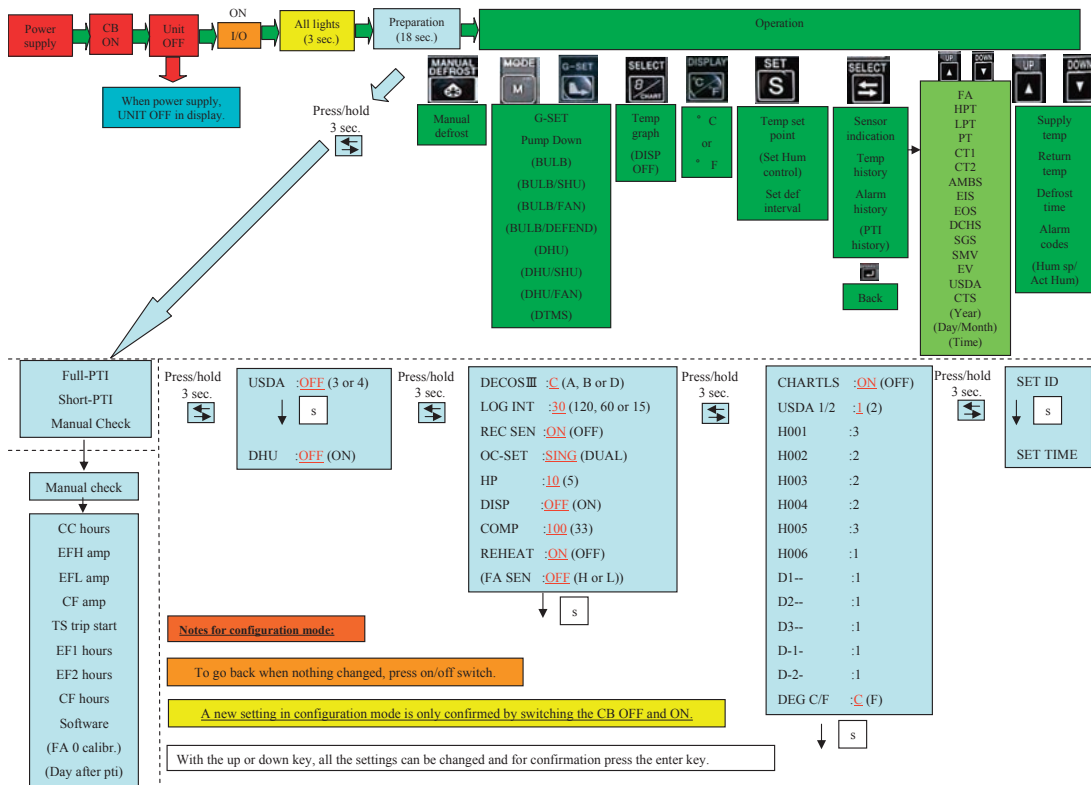 Power
supply
CB
ON
Unit
OFF
ON
I/O
All lights
(3 sec.)
Preparation
(18 sec.)
Operation
When power supply,
UNIT OFF in display.
Press/hold
3 sec.
MANUAL
DEFROST
Manual
defrost
MODE
M
G-SET
G-SET
Pump Down
(BULB)
(BULB/SHU)
(BULB/FAN)
(BULB/DEFEND)
(DHU)
(DHU/SHU)
(DHU/FAN)
(DTMS)
SELECT
/CHART
Temp
graph
(DISP
OFF)
DISPLAY
°C/F
° C
or
° F
SET
S
Temp set
point
(Set Hum
control)
Set def
interval
SELECT
Sensor
indication
Temp
history
Alarm
history
(PTI
history)
Back
UP
DOWN
FA
HPT
LPT
PT
CT1
CT2
AMBS
EIS
EOS
DCHS
SGS
SMV
EV
USDA
CTS
(Year)
(Day/Month)
(Time)
UP
DOWN
Supply
temp
Return
temp
Defrost
time
Alarm
codes
(Hum sp/
Act Hum)
Full-PTI
Short-PTI
Manual Check
Manual check
CC hours
EFH amp
EFL amp
CF amp
TS trip start
EF1 hours
EF2 hours
CF hours
Software
(FA 0 calibr.)
(Day after pti)
Press/hold
3 sec.
USDA :OFF (3 or 4)
s
DHU :OFF (ON)
Press/hold
3 sec.
DECOSⅢ :C (A, B or D)
LOG INT :30 (120, 60 or 15)
REC SEN :ON (OFF)
OC-SET :SING (DUAL)
HP :10 (5)
DISP :OFF (ON)
COMP :100 (33)
REHEAT :ON (OFF)
(FA SEN :OFF (H or L))
s
Press/hold
3 sec.
CHARTLS :ON (OFF)
USDA 1/2 :1 (2)
H001 :3
H002 :2
H003 :2
H004 :2
H005 :3
H006 :1
D1-- :1
D2-- :1
D3-- :1
D-1- :1
D-2- :1
DEG C/F :C (F)
s
Press/hold
3 sec.
SET ID
s
SET TIME
Notes for configuration mode:
To go back when nothing changed, press on/off switch.
A new setting in configuration mode is only confirmed by switching the CB OFF and ON.
With the up or down key, all the settings can be changed and for confirmation press the enter key.